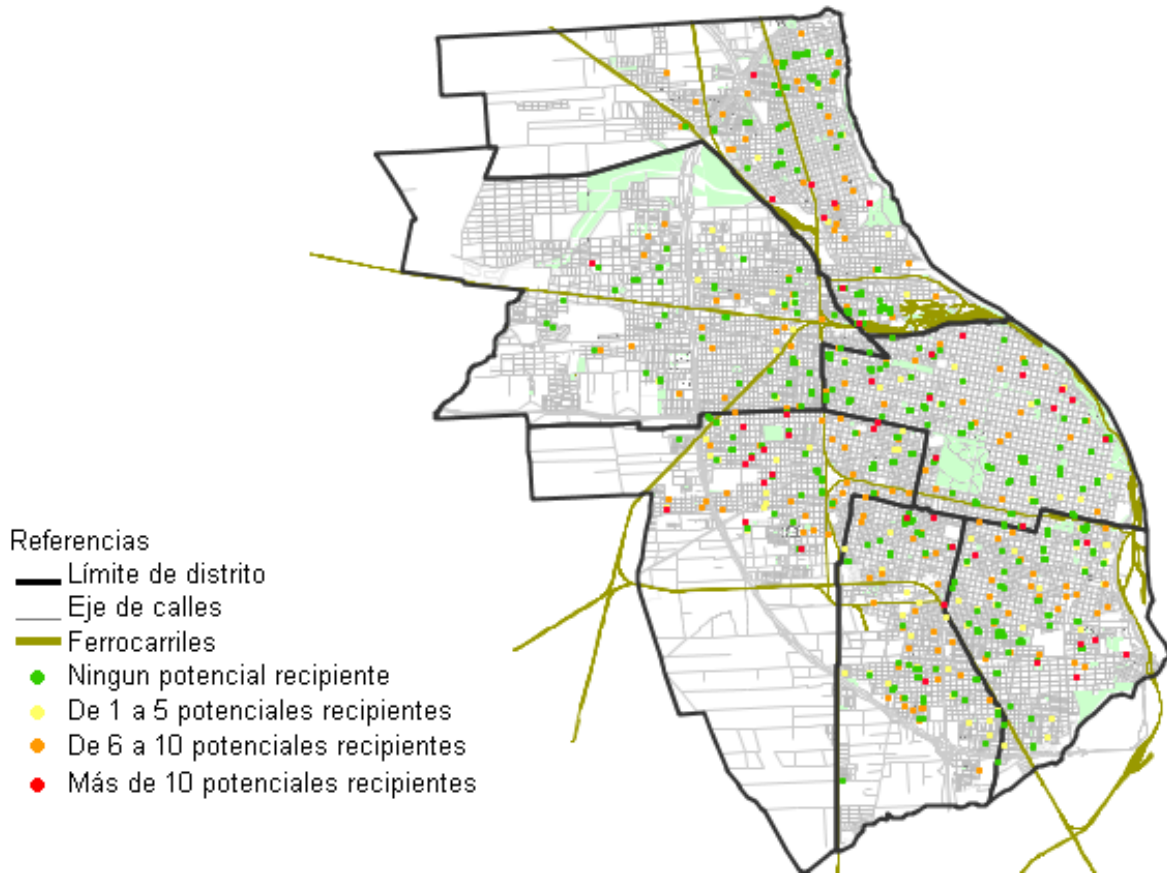 Referencias
Límite de distrito
Eje de calles
Ferrocarriles
Ningun potencial recipiente
De 1 a 5 potenciales recipientes
De 6 a 10 potenciales recipientes
Más de 10 potenciales recipientes